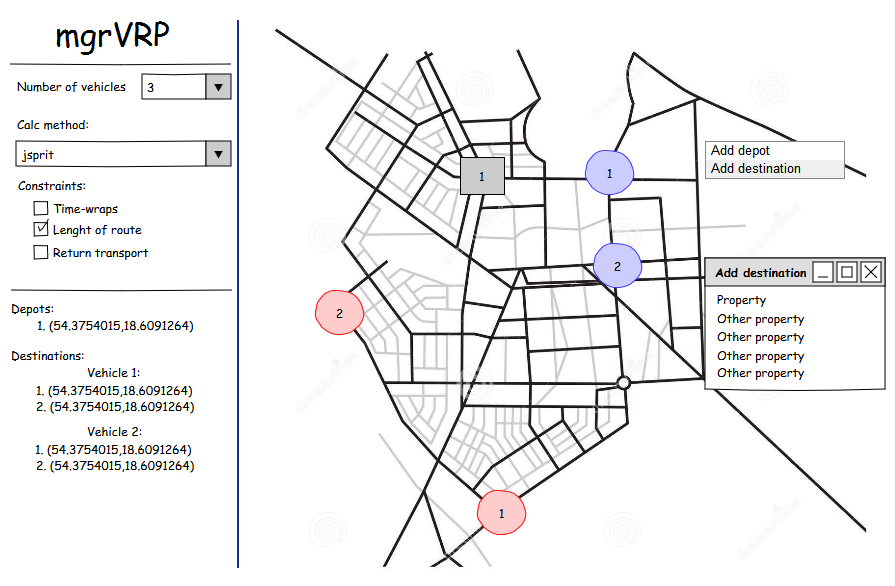 mgrVRP
Number of vehicles
3
Calc method:
jsprit
Constraints:
Time-wraps
Lenght of route
Return transport
Depots:
1. (54.3754015,18.6091264)
Destinations:
Vehicle 1:
1. (54.3754015,18.6091264)
2. (54.3754015,18.6091264)
Vehicle 2:
1. (54.3754015,18.6091264)
2. (54.3754015,18.6091264)
1
1
2
2
1
Add depot
Add destination
Add destination
Property
Other property
Other property
Other property
Other property